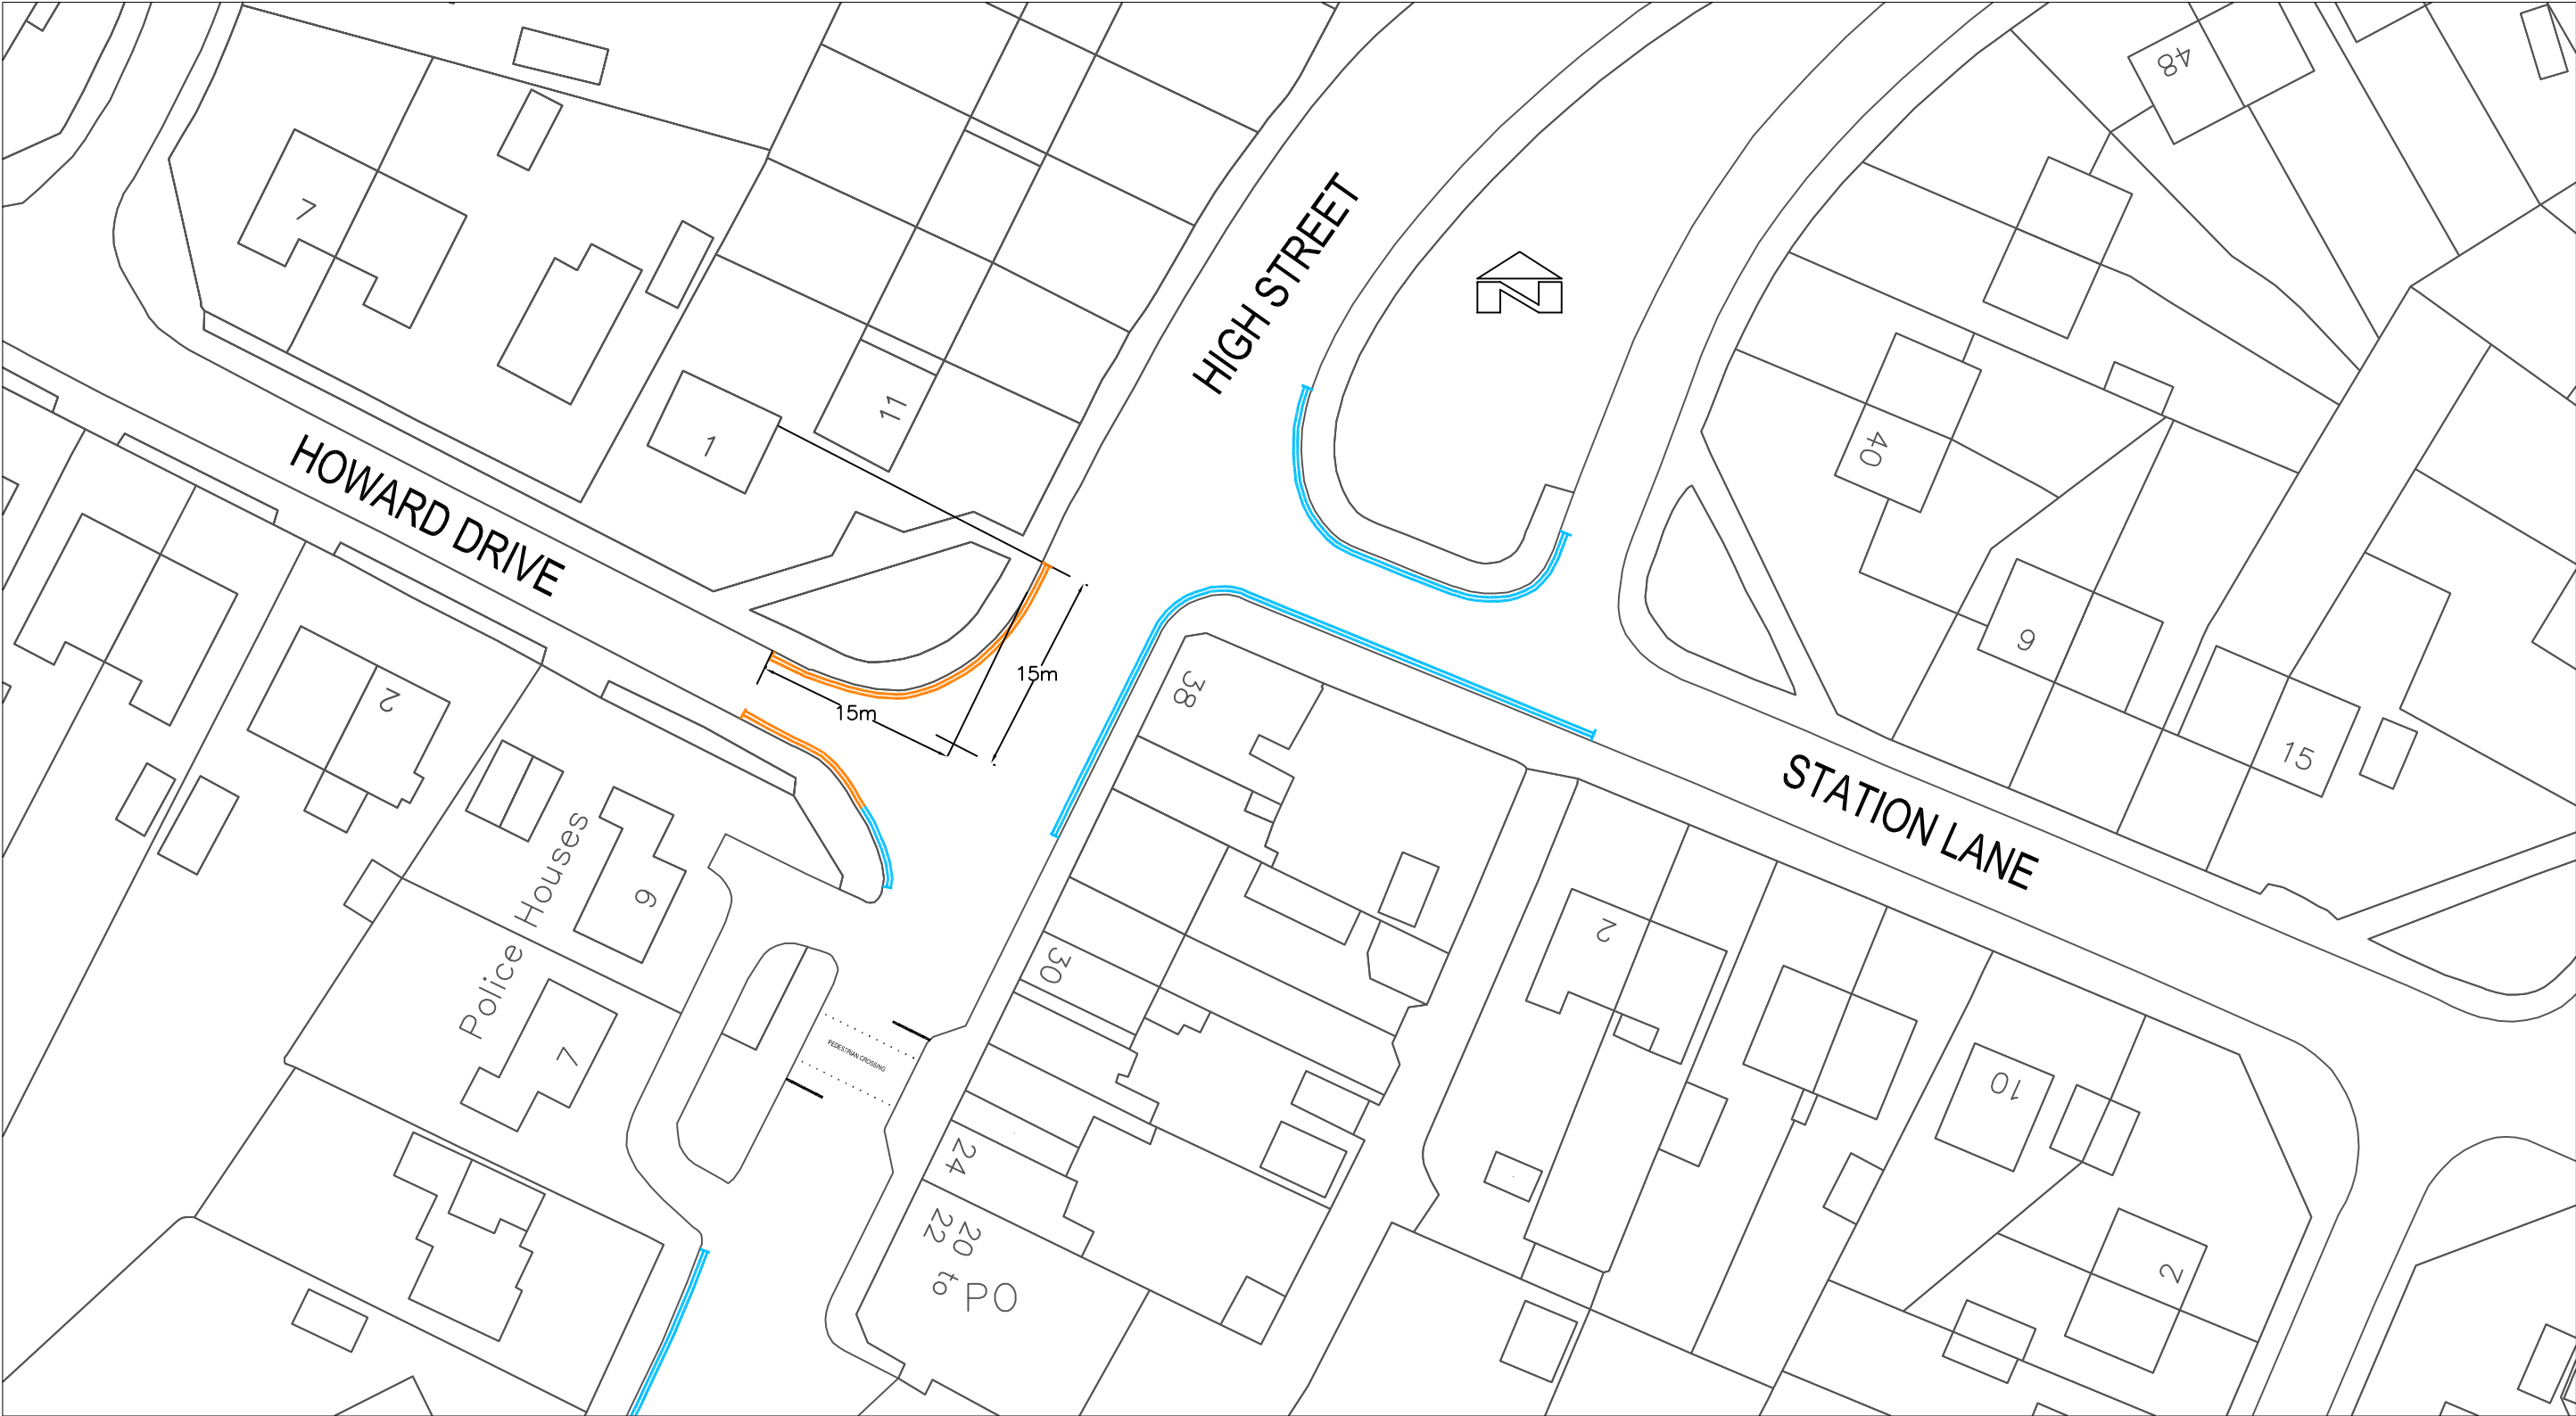 48
7
HIGH STREET
N
11
1
40
HOWARD DRIVE
9
15m
2
38
15m
15
STATION LANE
Police Houses
6
2
30
PEDESTRIAN CROSSING
7
10
24
20
22
to
PO
2